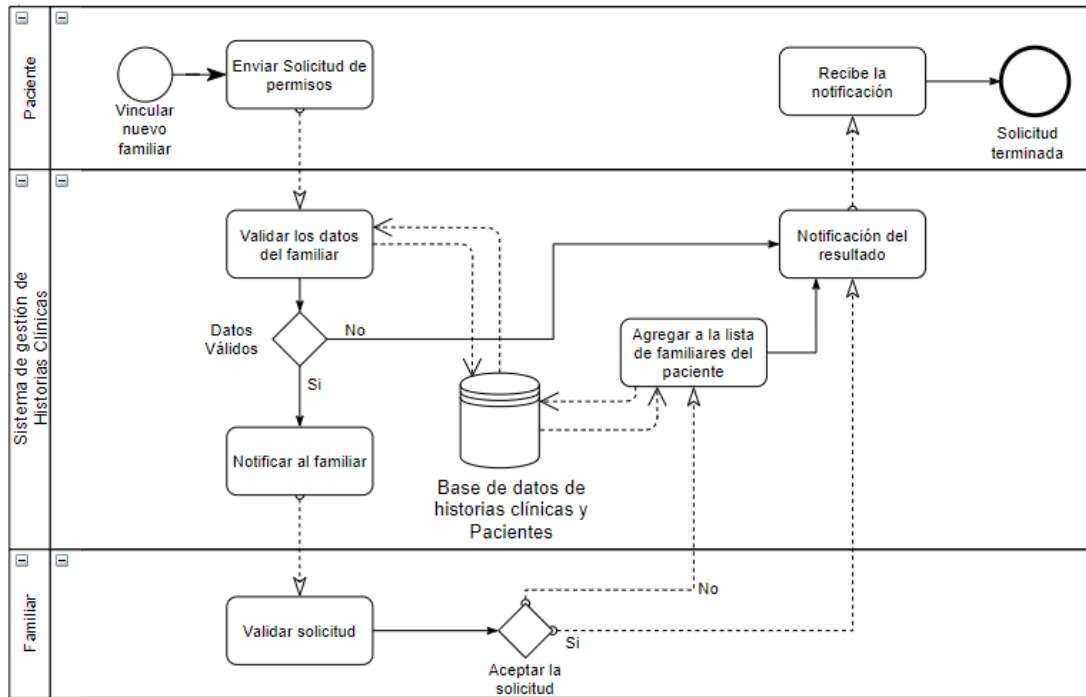 Paciente
Vincular
nuevo
familiar
Enviar Solicitud de
permisos
Recibe la
notificación
Solicitud
terminada
Sistema de gestión de
Historias Clínicas
Validar los datos
del familiar
Notificación del
resultado
Datos
Válidos
No
Si
Agregar a la lista
de familiares del
paciente
Notificar al familiar
Base de datos de
historias clínicas y
Pacientes
Familiar
Validar solicitud
No
Si
Aceptar la
solicitud